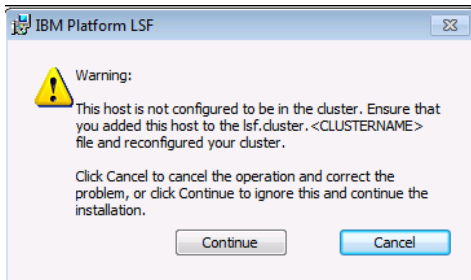 IBM Platform LSF
Warning:
This host is not configured to be in the cluster. Ensure that
you added this host to the lsf.cluster.<CLUSTERNAME>
file and reconfigured your cluster.
Click Cancel to cancel the operation and correct the
problem, or click Continue to ignore this and continue the
installation.
Continue Cancel